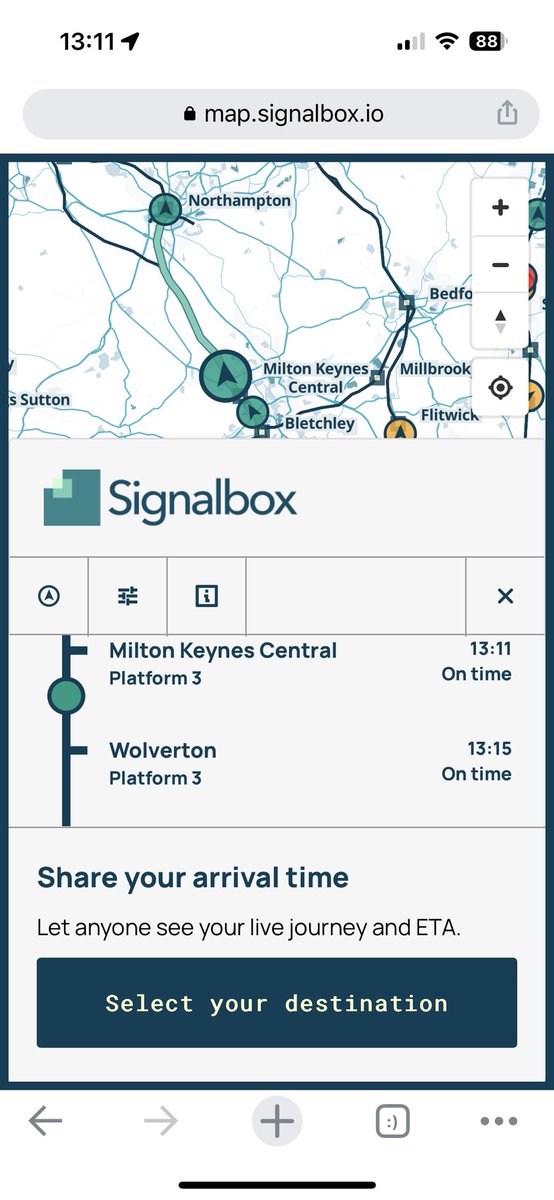 13:11
88
map.signalbox.io
Northampton
Bedfo
Milton Keynes
Central
Millbrook
s Sutton
Flitwick
Bletchley
Signalbox
Milton Keynes Central 13:11
Platform 3 On time
Wolverton 13:15
Platform 3 On time
Share your arrival time
Let anyone see your live journey and ETA.
Select your destination
:)